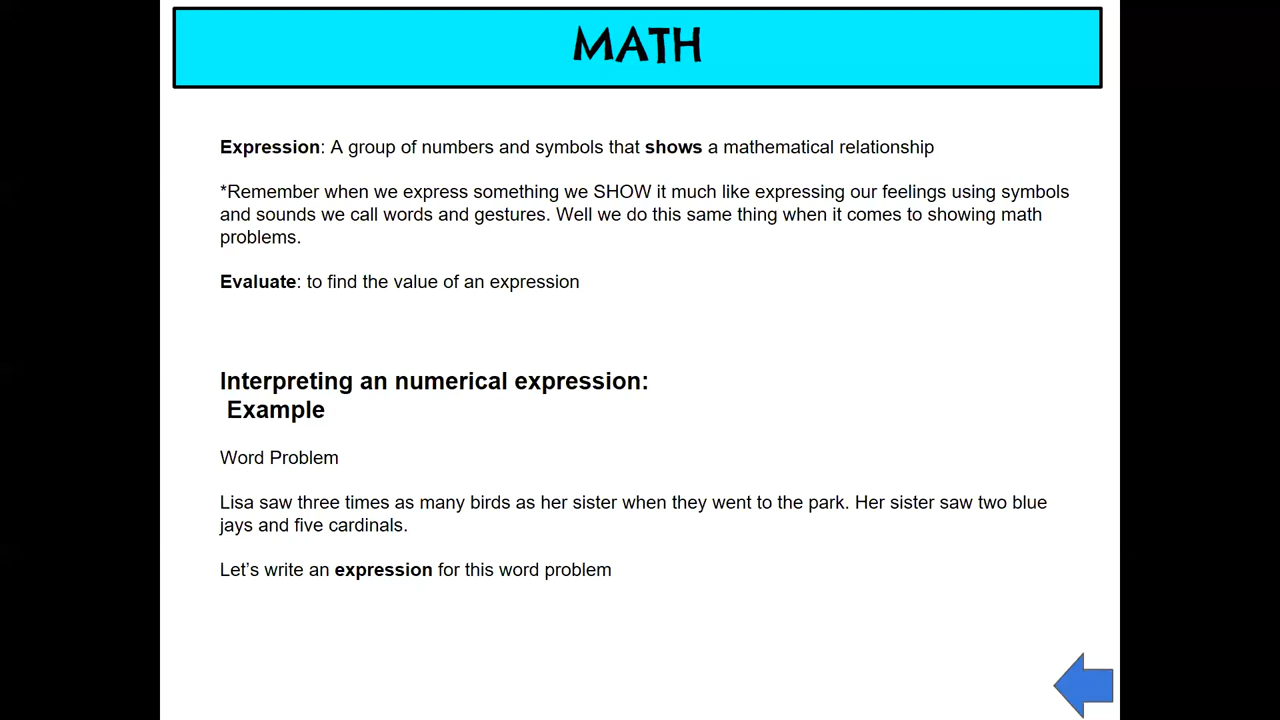 MATH
Expression: A group of numbers and symbols that shows a mathematical relationship
*Remember when we express something we SHOW it much like expressing our feelings using symbols
and sounds we call words and gestures. Well we do this same thing when it comes to showing math
problems.
Evaluate: to find the value of an expression
Interpreting an numerical expression:
Example
Word Problem
Lisa saw three times as many birds as her sister when they went to the park. Her sister saw two blue
jays and five cardinals.
Let’s write an expression for this word problem